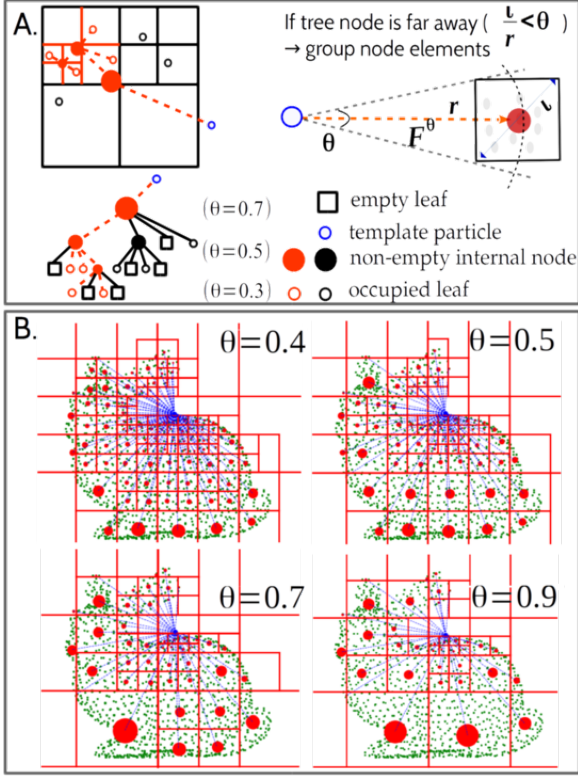 A.
If tree node is far away ( ι/r < θ )
→ group node elements
r
ι
θ
F^θ
(θ=0.7)
(θ=0.5)
(θ=0.3)
empty leaf
template particle
non-empty internal node
occupied leaf
B.
θ=0.4
θ=0.5
θ=0.7
θ=0.9